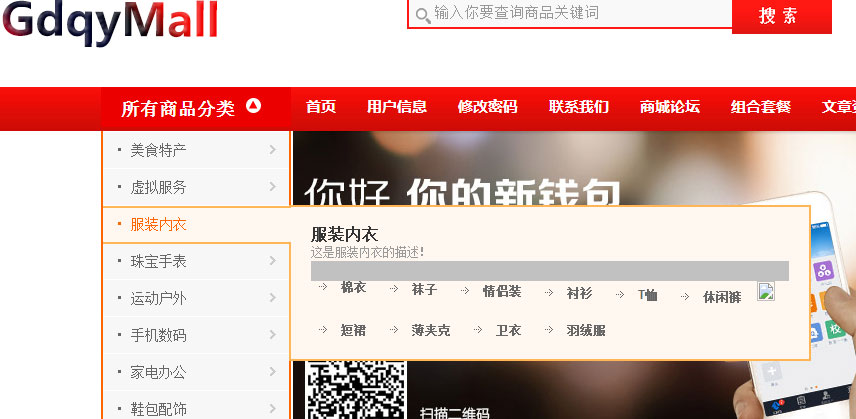 GdqyMall
输入你要查询商品关键词
搜 索
所有商品分类
首页 用户信息 修改密码 联系我们 商城论坛 组合套餐 文章
美食特产
虚拟服务
服装内衣
珠宝手表
运动户外
手机数码
家电办公
鞋包配饰
你好 你的新钱包
服装内衣
这是服装内衣的描述!
棉衣 袜子 情侣装 衬衫 T恤 休闲裤
短裙 薄夹克 卫衣 羽绒服
扫描二维码